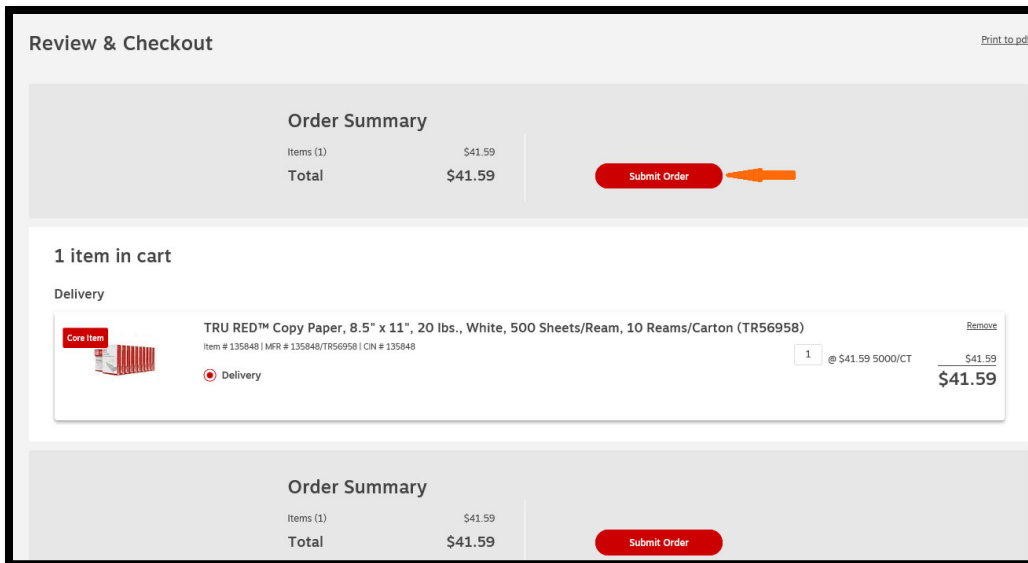 Review & Checkout
Print to pdf
Order Summary
Items (1) $41.59
Total $41.59
Submit Order
1 item in cart
Delivery
Core Item
TRU RED™ Copy Paper, 8.5" x 11", 20 lbs., White, 500 Sheets/Ream, 10 Reams/Carton (TR56958)
Remove
Item # 135848 | MFR # 135848/TR56958 | CIN # 135848
1 @ $41.59 5000/CT $41.59
Delivery
$41.59
Order Summary
Items (1) $41.59
Total $41.59
Submit Order